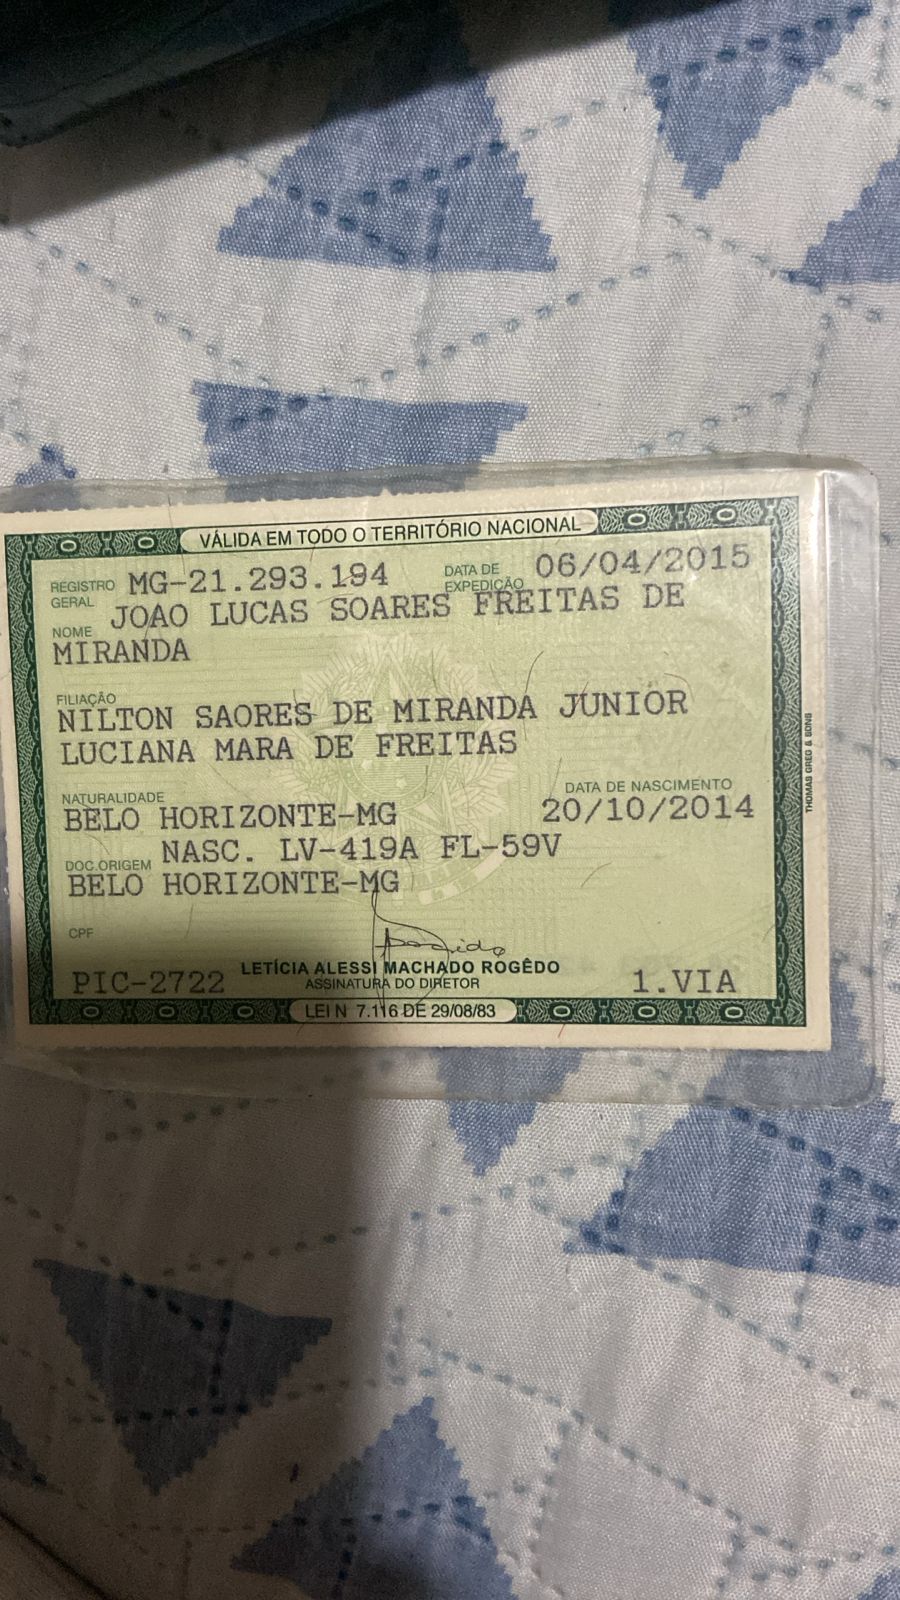 VÁLIDA EM TODO O TERRITÓRIO NACIONAL
REGISTRO GERAL MG-21.293.194 DATA DE EXPEDIÇÃO 06/04/2015
NOME JOAO LUCAS SOARES FREITAS DE
MIRANDA
FILIAÇÃO
NILTON SAORES DE MIRANDA JUNIOR
LUCIANA MARA DE FREITAS
NATURALIDADE DATA DE NASCIMENTO
BELO HORIZONTE-MG 20/10/2014
DOC.ORIGEM NASC. LV-419A FL-59V
BELO HORIZONTE-MG
CPF
PIC-2722 LETÍCIA ALESSI MACHADO ROGÊDO 1.VIA
ASSINATURA DO DIRETOR
LEI N 7.116 DE 29/08/83
THOMAS GREG & SONS